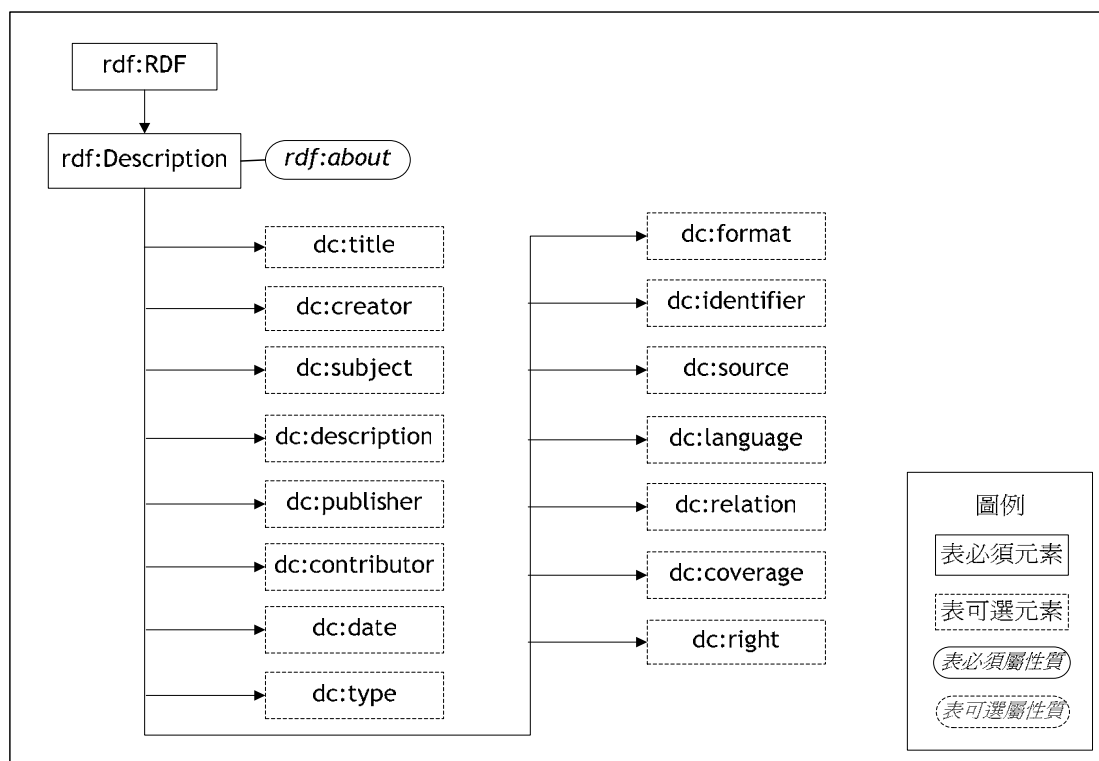 rdf:RDF
rdf:Description
rdf:about
dc:title
dc:creator
dc:subject
dc:description
dc:publisher
dc:contributor
dc:date
dc:type
dc:format
dc:identifier
dc:source
dc:language
dc:relation
dc:coverage
dc:right
圖例
表必須元素
表可選元素
表必須屬性質
表可選屬性質